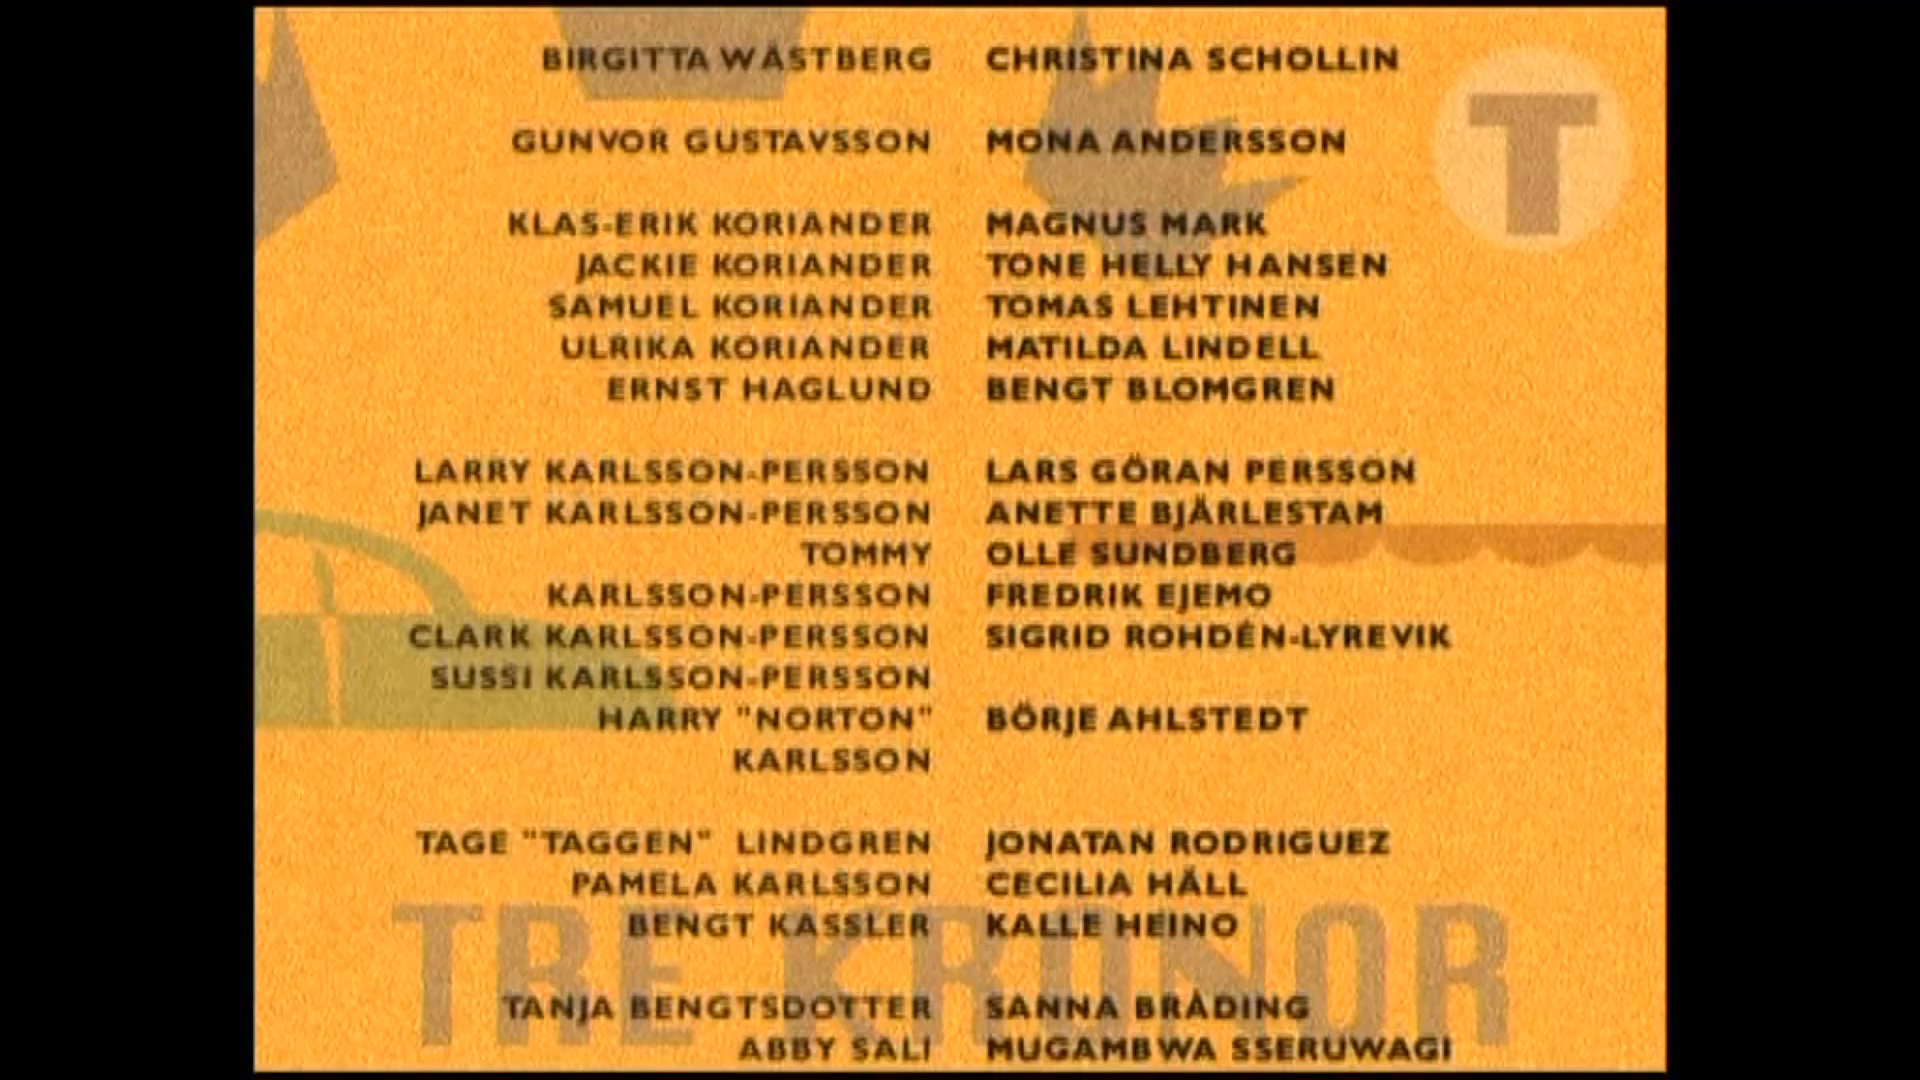 BIRGITTA WÄSTBERG CHRISTINA SCHOLLIN
T
GUNVOR GUSTAVSSON MONA ANDERSSON
KLAS-ERIK KORIANDER MAGNUS MARK
JACKIE KORIANDER TONE HELLY HANSEN
SAMUEL KORIANDER TOMAS LEHTINEN
ULRIKA KORIANDER MATILDA LINDELL
ERNST HAGLUND BENGT BLOMGREN
LARRY KARLSSON-PERSSON LARS GÖRAN PERSSON
JANET KARLSSON-PERSSON ANETTE BJÄRLESTAM
TOMMY OLLE SUNDBERG
KARLSSON-PERSSON FREDRIK EJEMO
CLARK KARLSSON-PERSSON SIGRID ROHDÉN-LYREVIK
SUSSI KARLSSON-PERSSON
HARRY "NORTON" BÖRJE AHLSTEDT
KARLSSON
TAGE "TAGGEN" LINDGREN JONATAN RODRIGUEZ
PAMELA KARLSSON CECILIA HÄLL
BENGT KASSLER KALLE HEINO
TRE KRONOR
TANJA BENGTSDOTTER SANNA BRÅDING
ABBY SALI MUGAMBWA SSERUWAGI